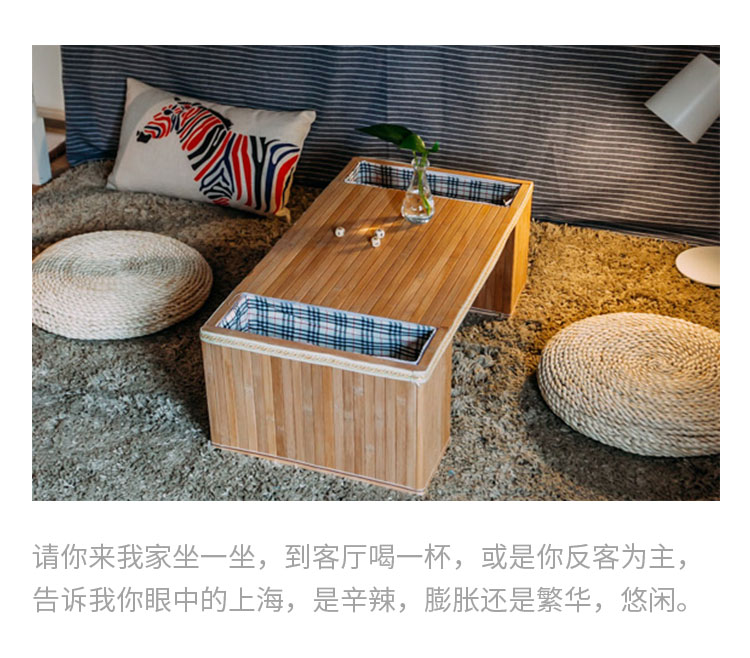 请你来我家坐一坐，到客厅喝一杯，或是你反客为主，
告诉我你眼中的上海，是辛辣，膨胀还是繁华，悠闲。